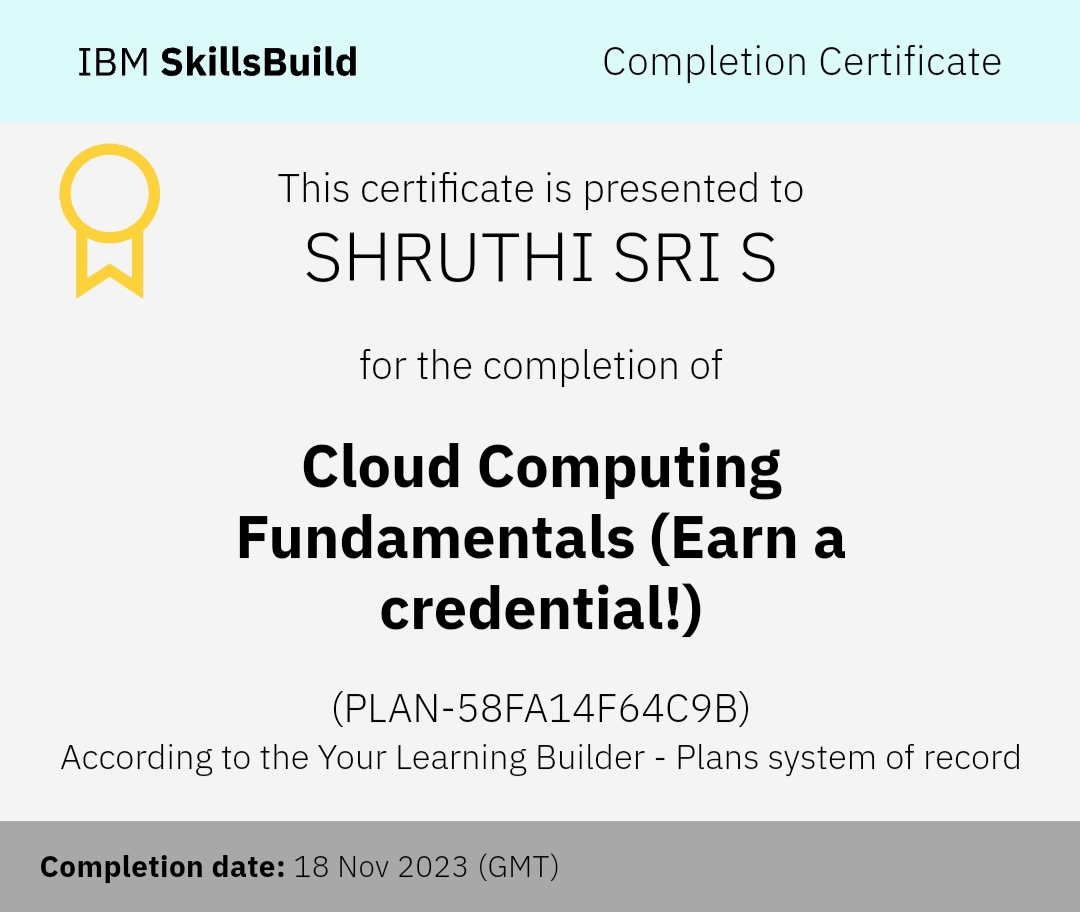 IBM SkillsBuild
Completion Certificate
This certificate is presented to
SHRUTHI SRI S
for the completion of
Cloud Computing
Fundamentals (Earn a
credential!)
(PLAN-58FA14F64C9B)
According to the Your Learning Builder - Plans system of record
Completion date: 18 Nov 2023 (GMT)